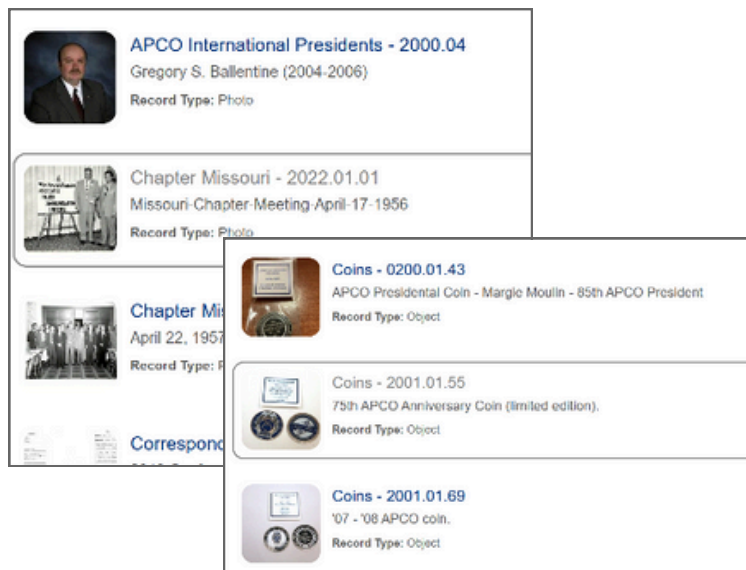 APCO International Presidents - 2000.04
Gregory S. Ballentine (2004-2006)
Record Type: Photo
Chapter Missouri - 2022.01.01
Missouri-Chapter-Meeting-April-17-1956
Record Type: Photo
Chapter Mis
April 22, 1957
Record Type:
Correspond
Coins - 0200.01.43
APCO Presidental Coin - Margie Moulin - 85th APCO President
Record Type: Object
Coins - 2001.01.55
75th APCO Anniversary Coin (limited edition).
Record Type: Object
Coins - 2001.01.69
'07 - '08 APCO coin.
Record Type: Object